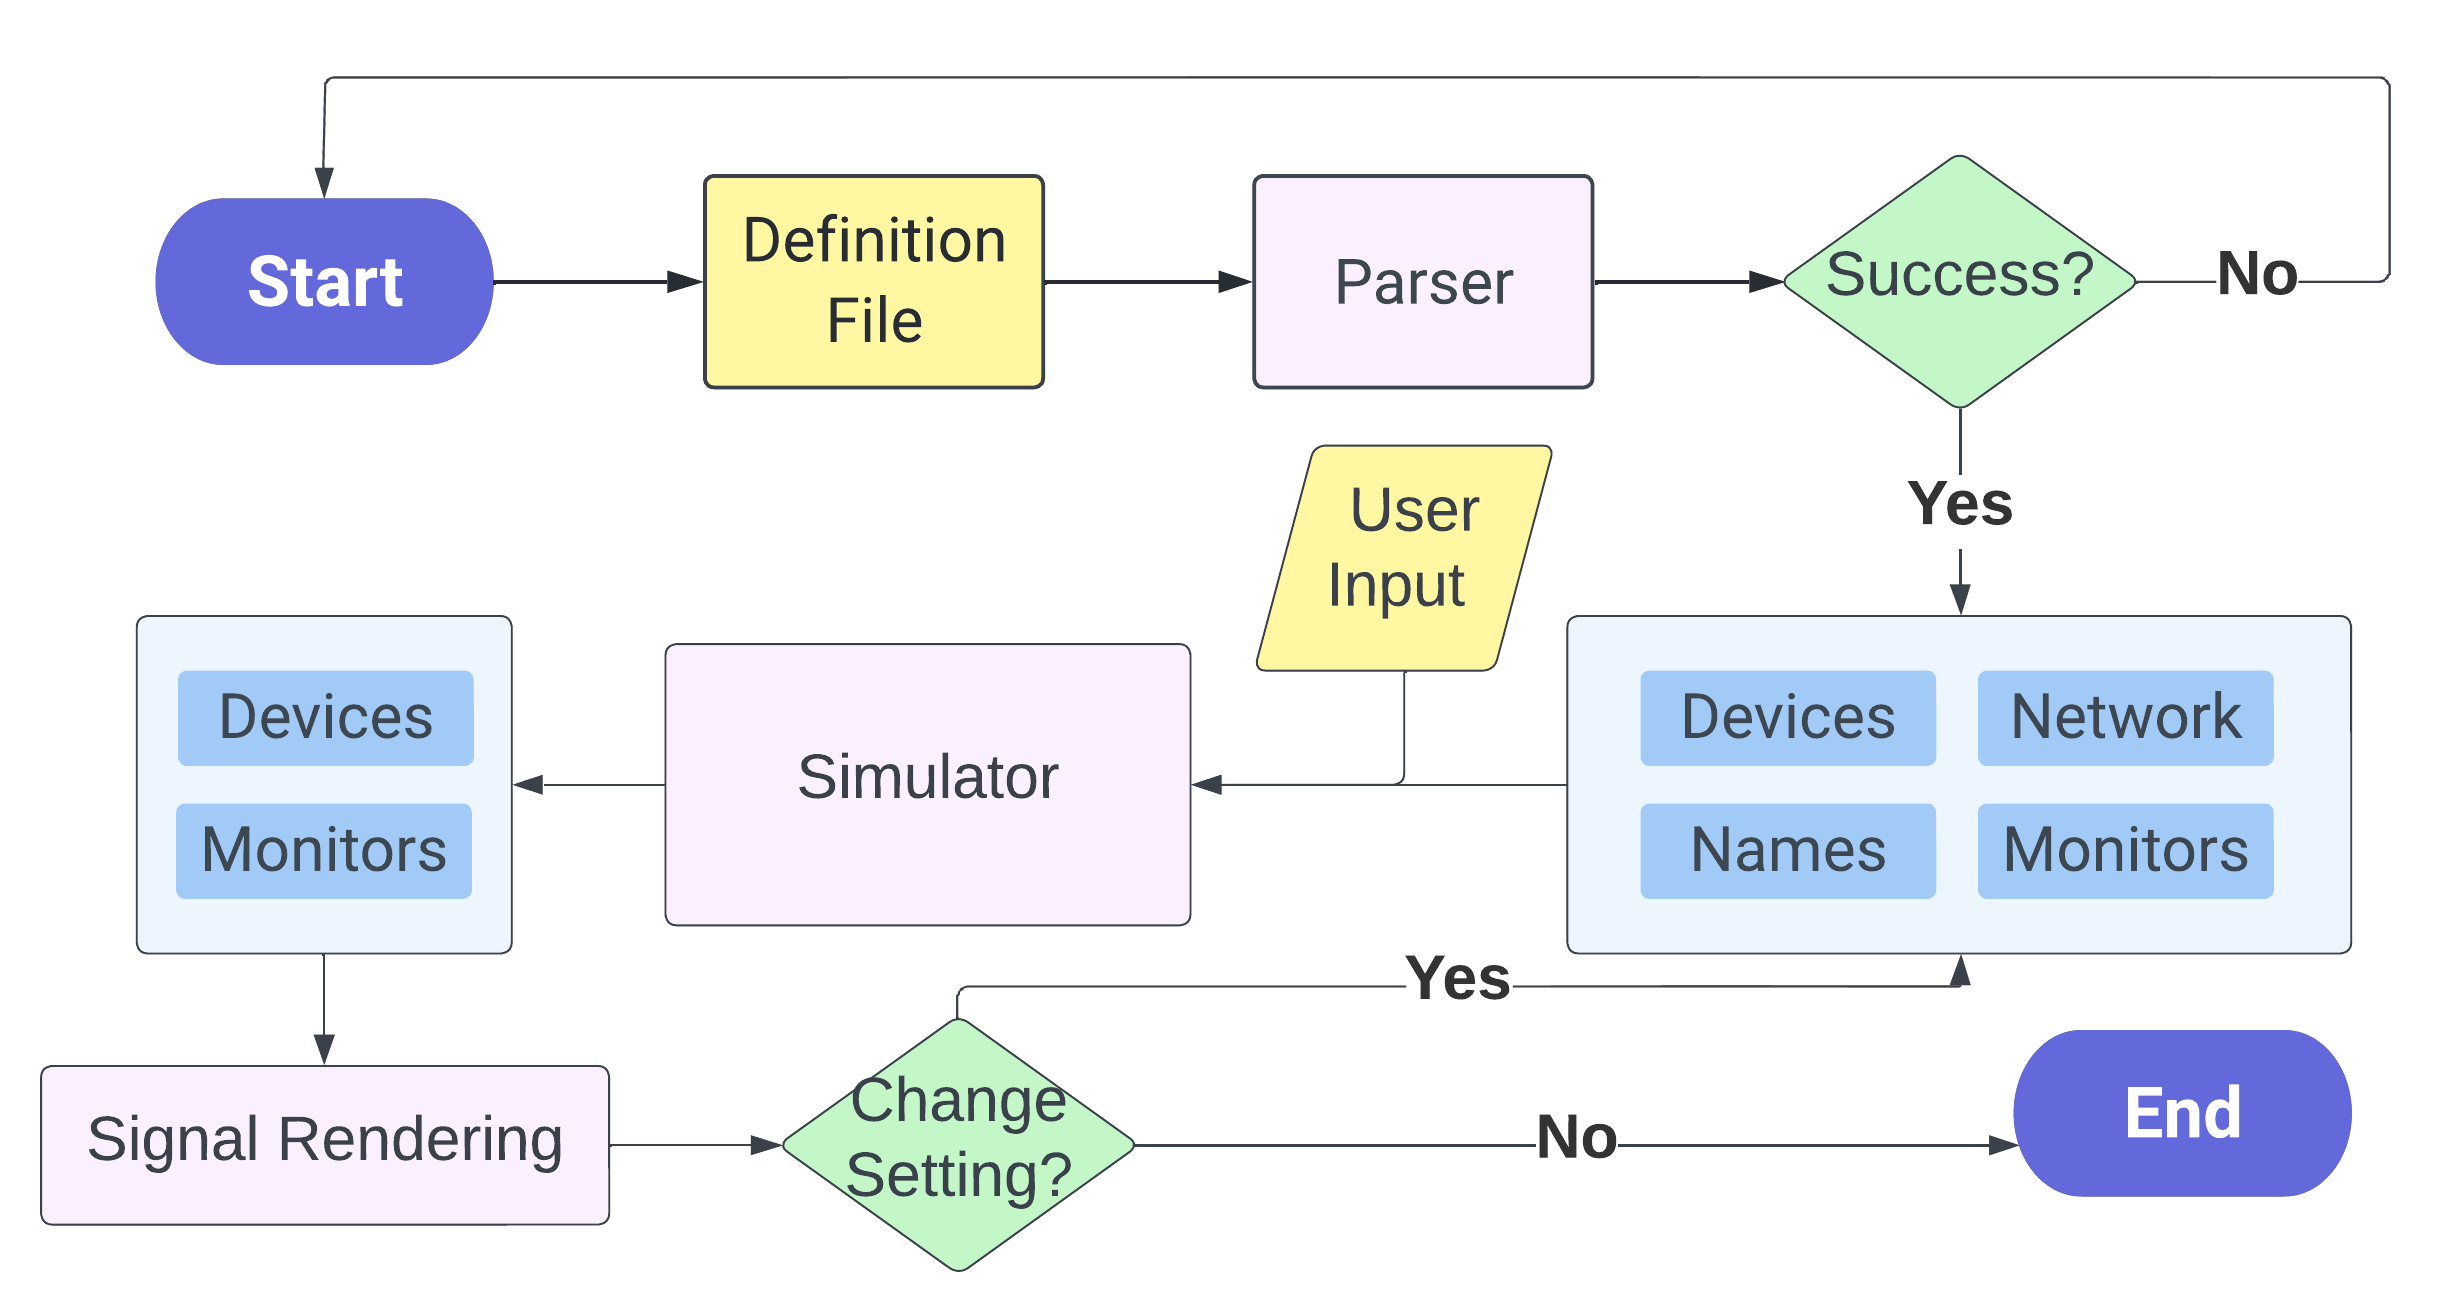 Start
Definition
File
Parser
Success?
No
Yes
User
Input
Devices
Network
Names
Monitors
Simulator
Devices
Monitors
Signal Rendering
Change
Setting?
Yes
No
End